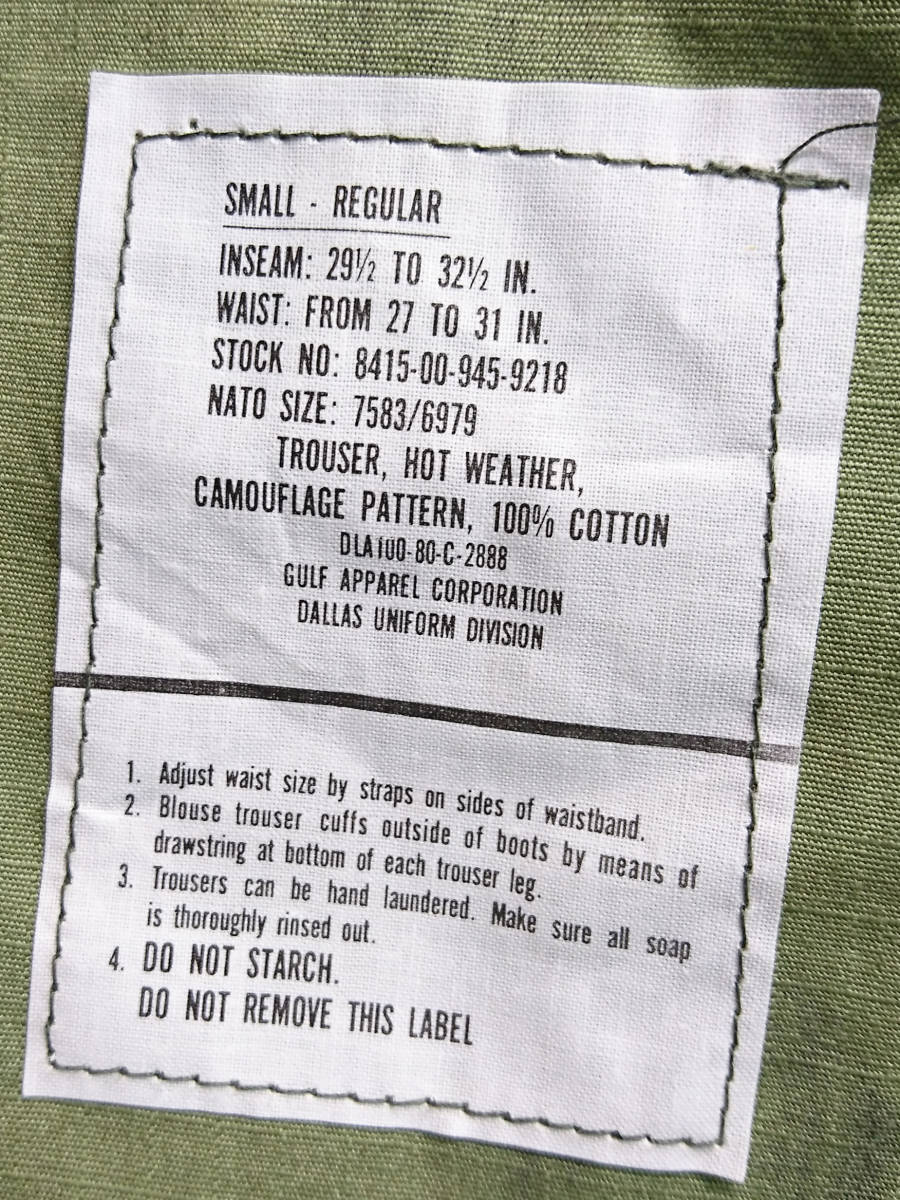 SMALL - REGULAR
INSEAM: 29½ TO 32½ IN.
WAIST: FROM 27 TO 31 IN.
STOCK NO: 8415-00-945-9218
NATO SIZE: 7583/6979
TROUSER, HOT WEATHER,
CAMOUFLAGE PATTERN, 100% COTTON
DLA100-80-C-2888
GULF APPAREL CORPORATION
DALLAS UNIFORM DIVISION
1. Adjust waist size by straps on sides of waistband.
2. Blouse trouser cuffs outside of boots by means of
drawstring at bottom of each trouser leg.
3. Trousers can be hand laundered. Make sure all soap
is thoroughly rinsed out.
4. DO NOT STARCH.
DO NOT REMOVE THIS LABEL